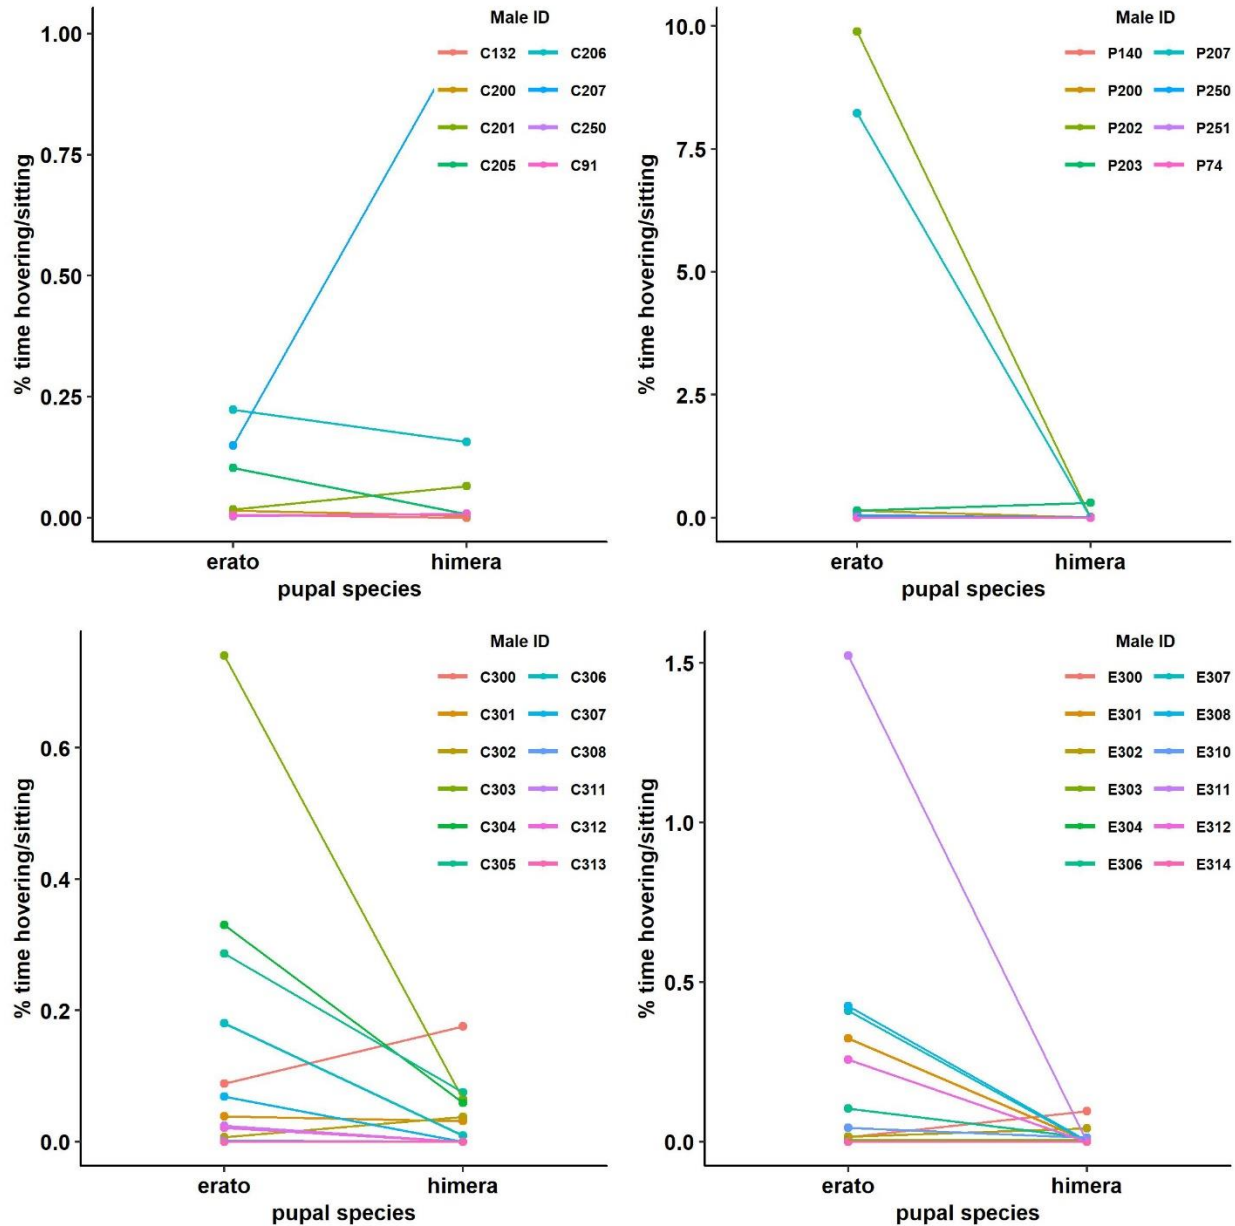 Male ID
C132 C206
C200 C207
C201 C250
C205 C91
1.00
0.75
0.50
0.25
0.00
% time hovering/sitting
erato himera
pupal species
Male ID
P140 P207
P200 P250
P202 P251
P203 P74
10.0
7.5
5.0
2.5
0.0
% time hovering/sitting
erato himera
pupal species
Male ID
C300 C306
C301 C307
C302 C308
C303 C311
C304 C312
C305 C313
0.6
0.4
0.2
0.0
% time hovering/sitting
erato himera
pupal species
Male ID
E300 E307
E301 E308
E302 E310
E303 E311
E304 E312
E306 E314
1.5
1.0
0.5
0.0
% time hovering/sitting
erato himera
pupal species